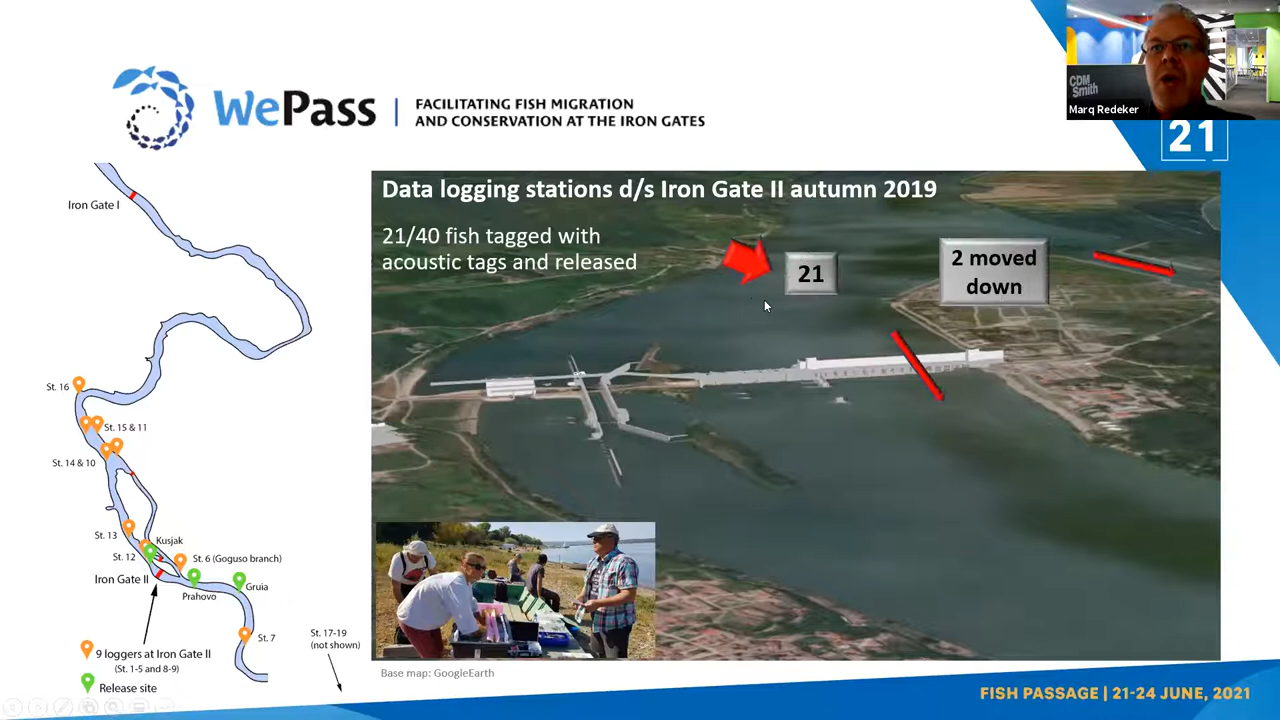 WePass
FACILITATING FISH MIGRATION
AND CONSERVATION AT THE IRON GATES
CDM
Smith
Marq Redeker
21
Data logging stations d/s Iron Gate II autumn 2019
21/40 fish tagged with
acoustic tags and released
21
2 moved
down
Iron Gate I
St. 16
St. 15 & 11
St. 14 & 10
St. 13
Kusjak
St. 12
St. 6 (Goguso branch)
Iron Gate II
Prahovo
Gruia
St. 7
St. 17-19
(not shown)
9 loggers at Iron Gate II
(St. 1-5 and 8-9)
Release site
Base map: GoogleEarth
FISH PASSAGE | 21-24 JUNE, 2021